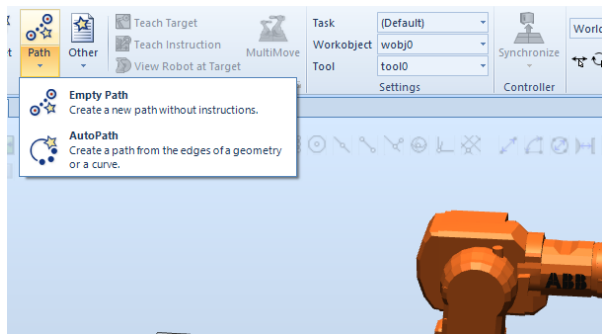 Path
Other
Teach Target
Teach Instruction
View Robot at Target
MultiMove
Task (Default)
Workobject wobj0
Tool tool0
Settings
Synchronize
Controller
Empty Path
Create a new path without instructions.
AutoPath
Create a path from the edges of a geometry
or a curve.
ABB